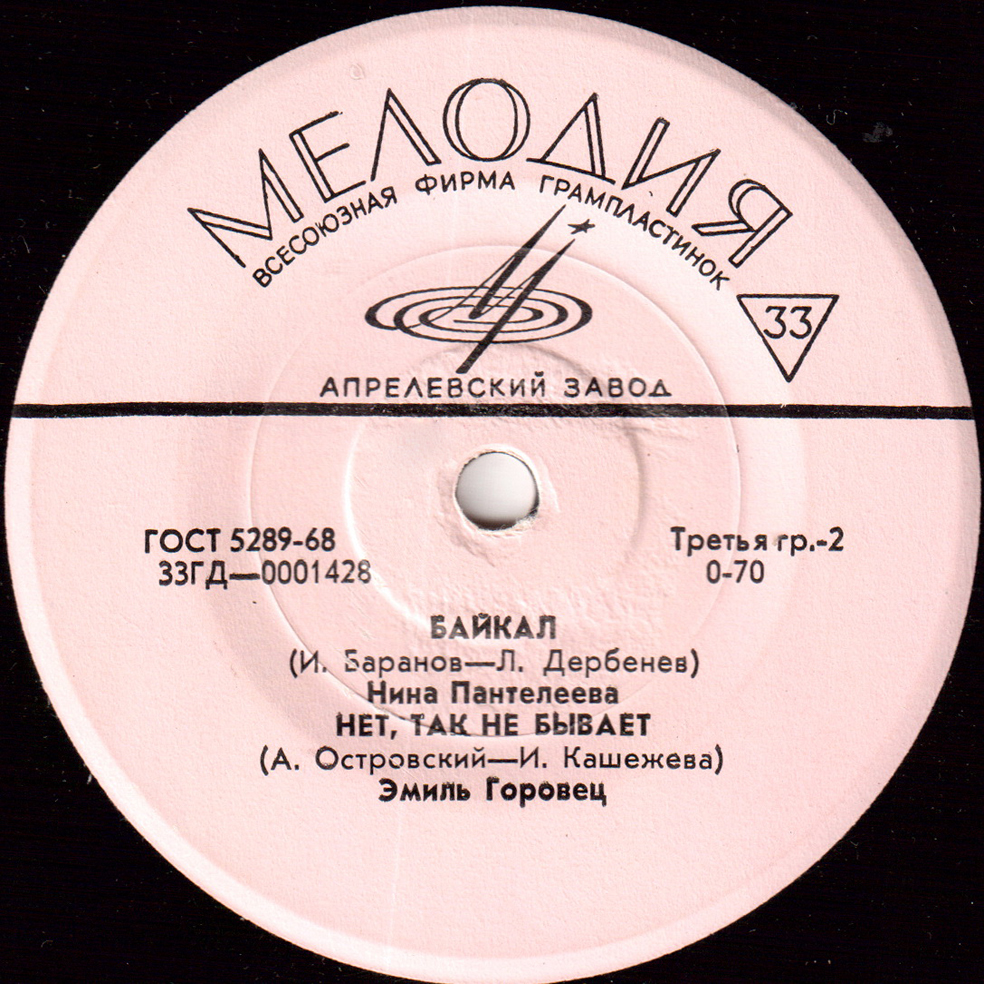 МЕЛОДИЯ
ВСЕСОЮЗНАЯ ФИРМА ГРАМПЛАСТИНОК
33
АПРЕЛЕВСКИЙ ЗАВОД
ГОСТ 5289-68
33ГД—0001428
Третья гр.-2
0-70
БАЙКАЛ
(И. Баранов—Л. Дербенев)
Нина Пантелеева
НЕТ, ТАК НЕ БЫВАЕТ
(А. Островский—И. Кашежева)
Эмиль Горовец